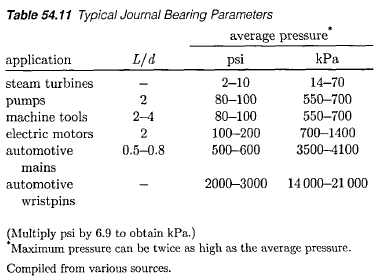 Table 54.11 Typical Journal Bearing Parameters
average pressure*
application L/d psi kPa
steam turbines – 2–10 14–70
pumps 2 80–100 550–700
machine tools 2–4 80–100 550–700
electric motors 2 100–200 700–1400
automotive 0.5–0.8 500–600 3500–4100
mains
automotive – 2000–3000 14 000–21 000
wristpins
(Multiply psi by 6.9 to obtain kPa.)
*Maximum pressure can be twice as high as the average pressure.
Compiled from various sources.